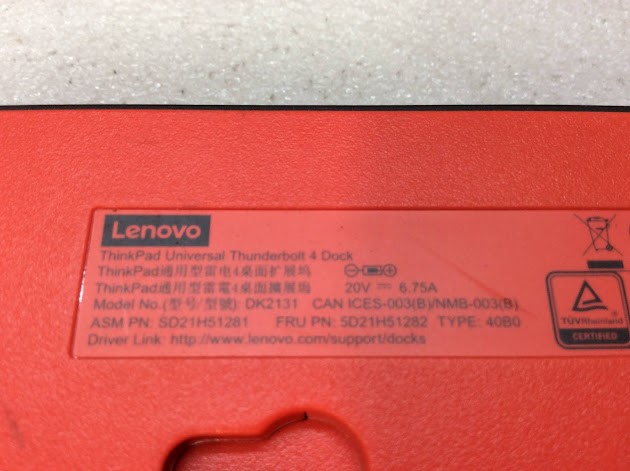 Lenovo
ThinkPad Universal Thunderbolt 4 Dock
ThinkPad通用型雷电4桌面扩展坞
ThinkPad通用型雷電4桌面擴展塢 20V ⎓ 6.75A
Model No.(型号/型號): DK2131 CAN ICES-003(B)/NMB-003(B)
ASM PN: SD21H51281 FRU PN: 5D21H51282 TYPE: 40B0
Driver Link: http://www.lenovo.com/support/docks
TÜVRheinland
CERTIFIED